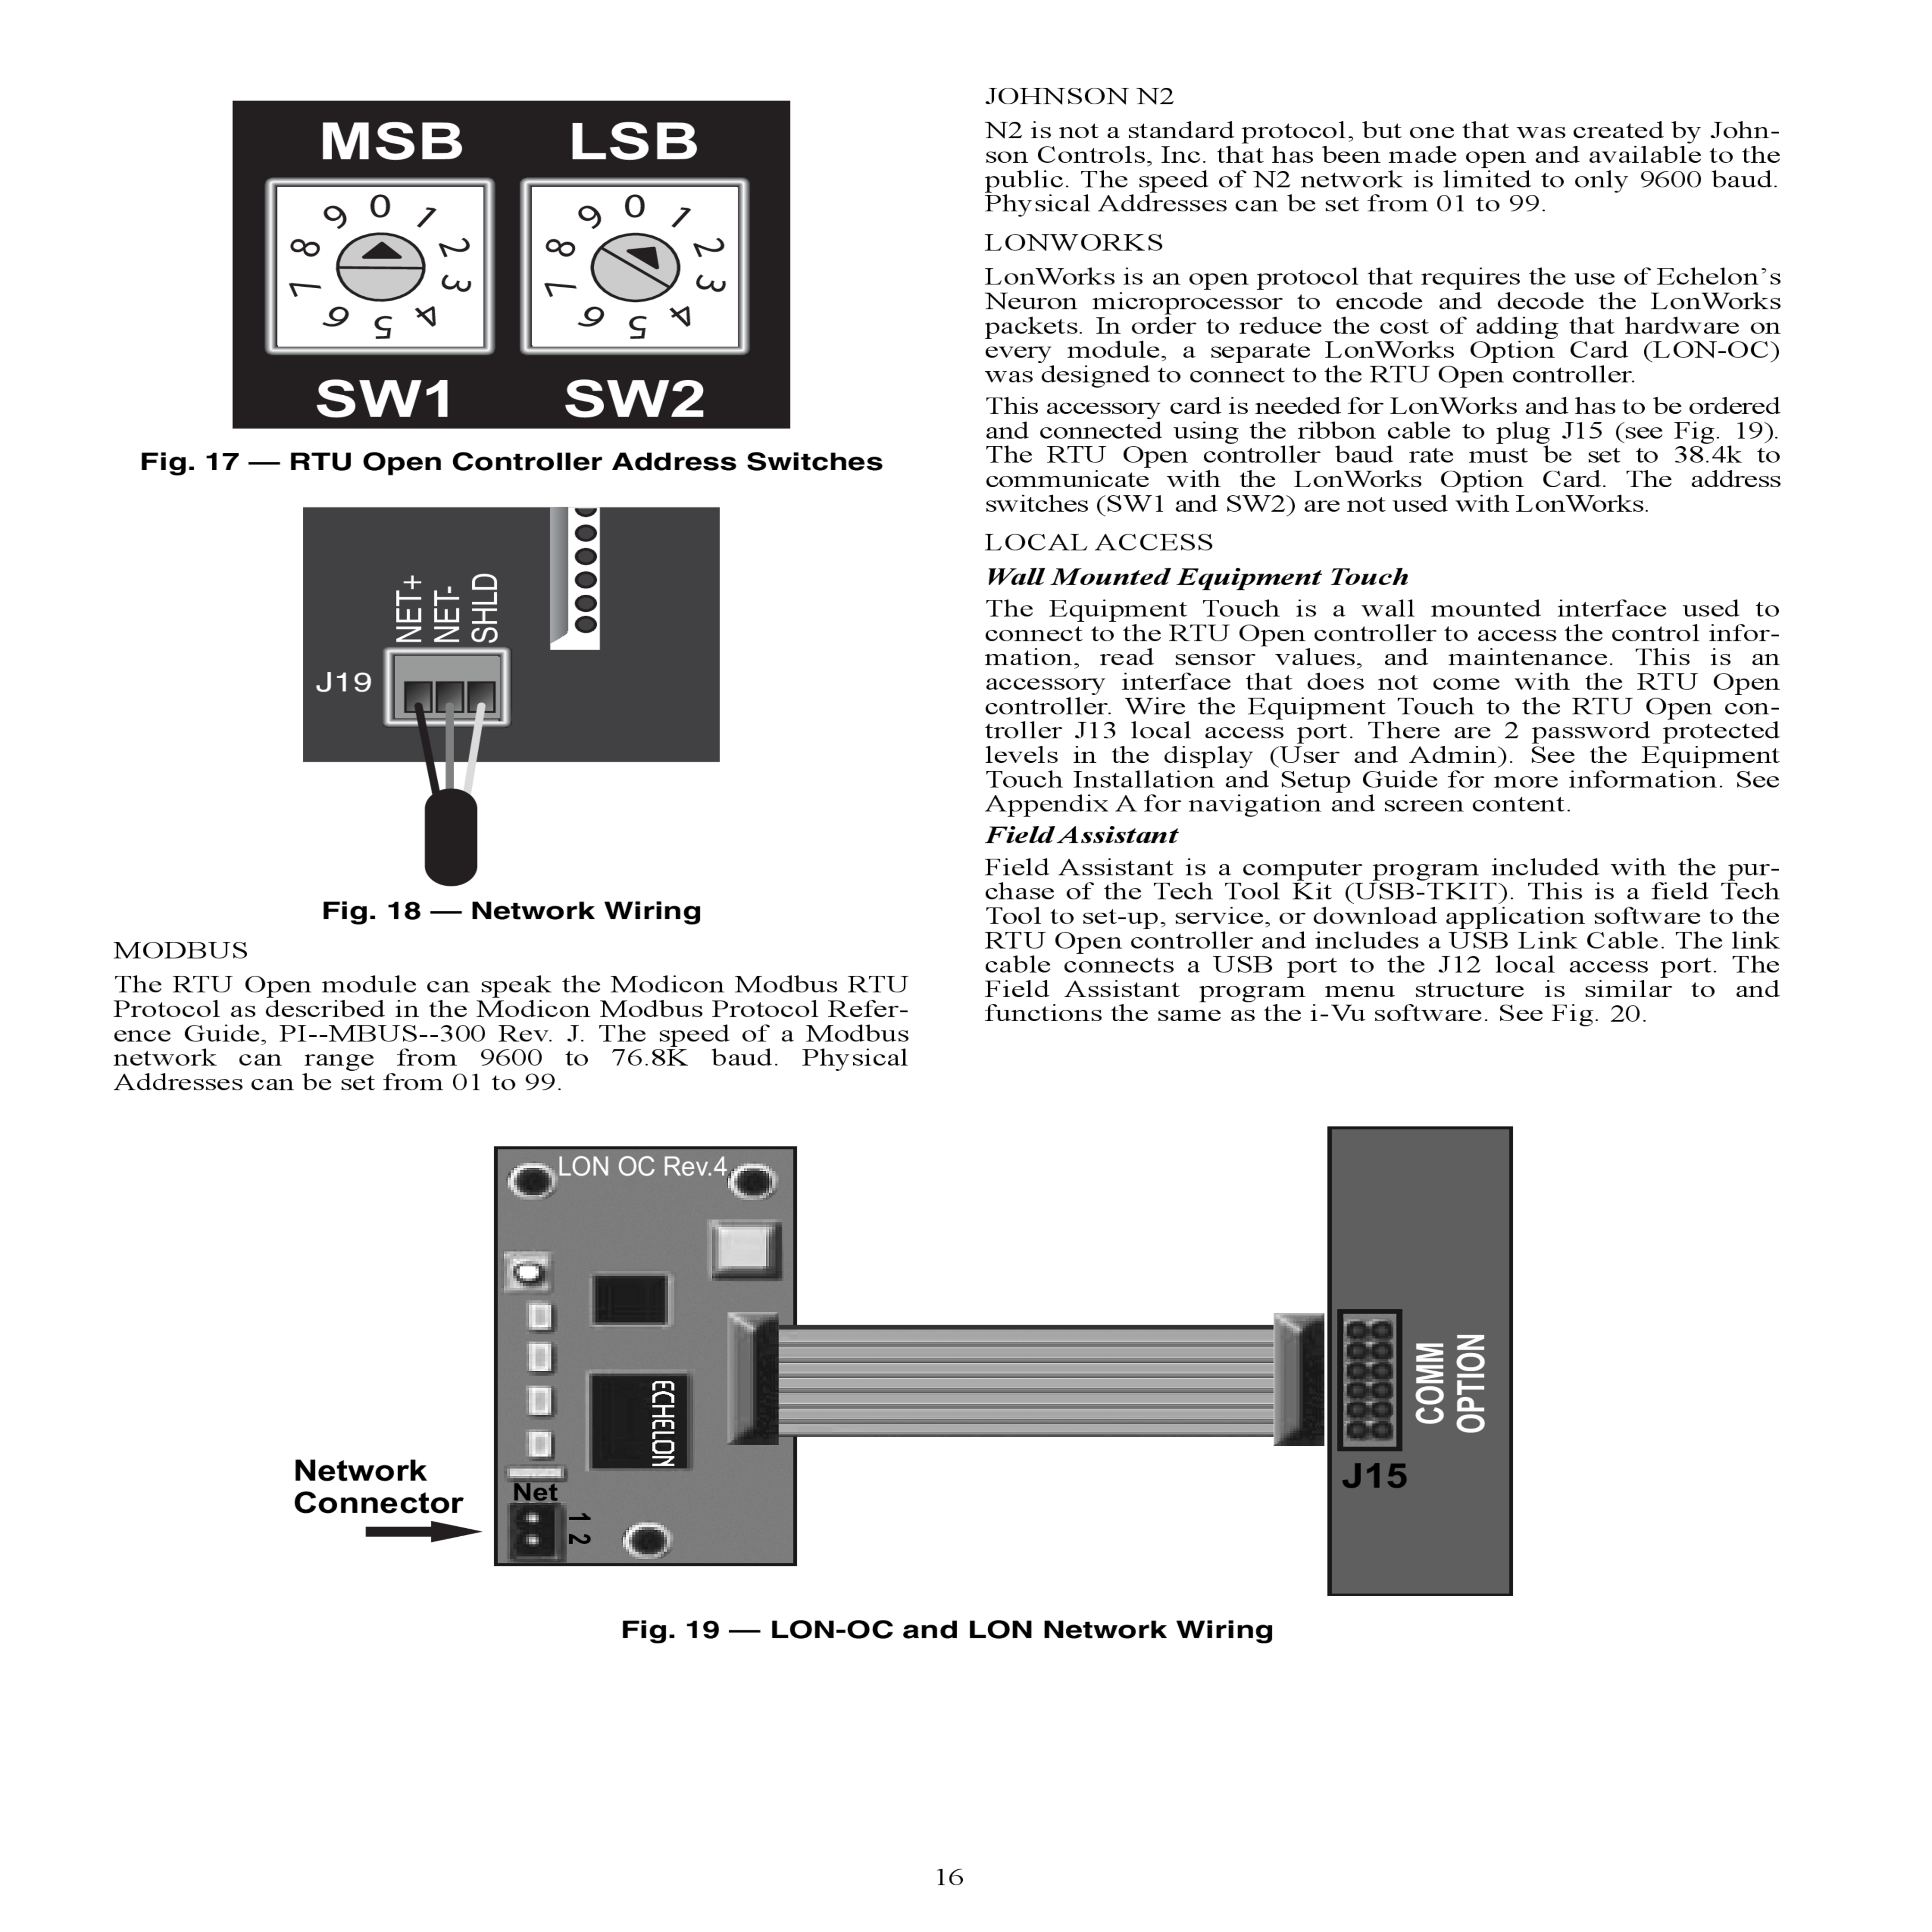 MSB LSB
0 1 2 3 4 5 6 7 8 9
0 1 2 3 4 5 6 7 8 9
SW1 SW2
Fig. 17 — RTU Open Controller Address Switches
NET+
NET-
SHLD
J19
Fig. 18 — Network Wiring
MODBUS
The RTU Open module can speak the Modicon Modbus RTU
Protocol as described in the Modicon Modbus Protocol Refer-
ence Guide, PI--MBUS--300 Rev. J. The speed of a Modbus
network can range from 9600 to 76.8K baud. Physical
Addresses can be set from 01 to 99.
JOHNSON N2
N2 is not a standard protocol, but one that was created by John-
son Controls, Inc. that has been made open and available to the
public. The speed of N2 network is limited to only 9600 baud.
Physical Addresses can be set from 01 to 99.
LONWORKS
LonWorks is an open protocol that requires the use of Echelon’s
Neuron microprocessor to encode and decode the LonWorks
packets. In order to reduce the cost of adding that hardware on
every module, a separate LonWorks Option Card (LON-OC)
was designed to connect to the RTU Open controller.
This accessory card is needed for LonWorks and has to be ordered
and connected using the ribbon cable to plug J15 (see Fig. 19).
The RTU Open controller baud rate must be set to 38.4k to
communicate with the LonWorks Option Card. The address
switches (SW1 and SW2) are not used with LonWorks.
LOCAL ACCESS
Wall Mounted Equipment Touch
The Equipment Touch is a wall mounted interface used to
connect to the RTU Open controller to access the control infor-
mation, read sensor values, and maintenance. This is an
accessory interface that does not come with the RTU Open
controller. Wire the Equipment Touch to the RTU Open con-
troller J13 local access port. There are 2 password protected
levels in the display (User and Admin). See the Equipment
Touch Installation and Setup Guide for more information. See
Appendix A for navigation and screen content.
Field Assistant
Field Assistant is a computer program included with the pur-
chase of the Tech Tool Kit (USB-TKIT). This is a field Tech
Tool to set-up, service, or download application software to the
RTU Open controller and includes a USB Link Cable. The link
cable connects a USB port to the J12 local access port. The
Field Assistant program menu structure is similar to and
functions the same as the i-Vu software. See Fig. 20.
LON OC Rev.4
ECHELON
Network
Connector
Net
1
2
COMM
OPTION
J15
Fig. 19 — LON-OC and LON Network Wiring
16